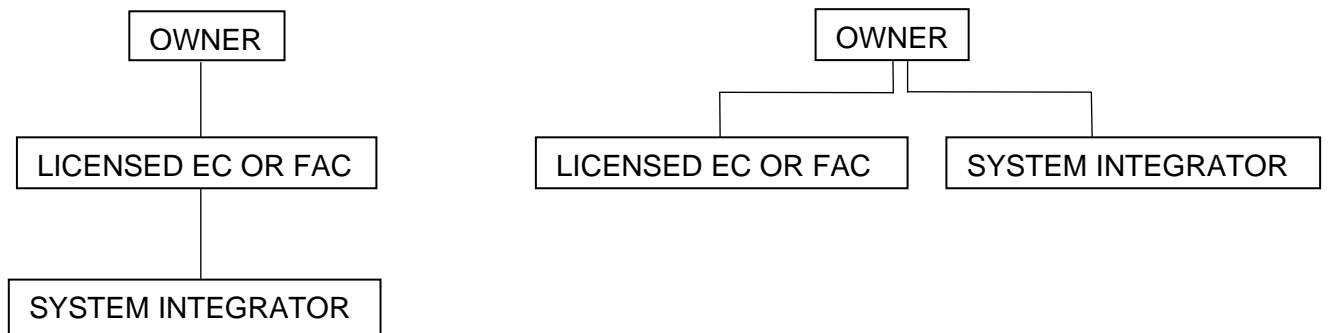 OWNER
LICENSED EC OR FAC
SYSTEM INTEGRATOR
OWNER
LICENSED EC OR FAC
SYSTEM INTEGRATOR